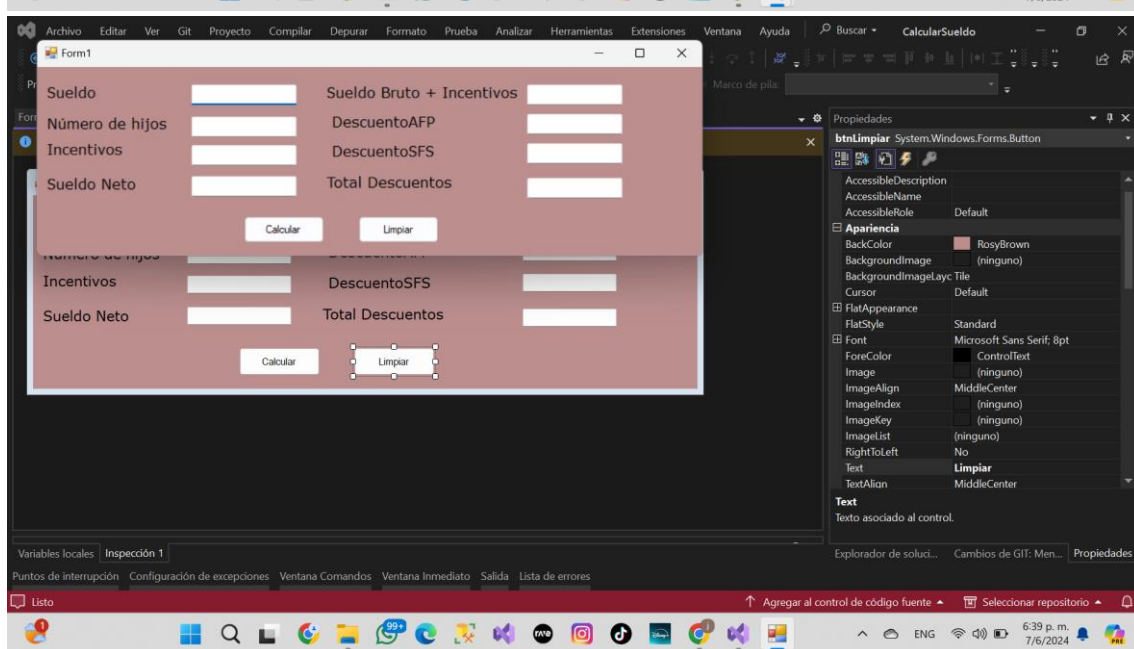 Archivo Editar Ver Git Proyecto Compilar Depurar Formato Prueba Analizar Herramientas Extensiones Ventana Ayuda Buscar CalcularSueldo
Form1
Marco de pila:
Sueldo
Sueldo Bruto + Incentivos
Número de hijos
DescuentoAFP
Incentivos
DescuentoSFS
Sueldo Neto
Total Descuentos
Calcular
Limpiar
Incentivos
DescuentoSFS
Sueldo Neto
Total Descuentos
Calcular
Limpiar
Propiedades
btnLimpiar System.Windows.Forms.Button
AccessibleDescription
AccessibleName
AccessibleRole Default
Apariencia
BackColor RosyBrown
BackgroundImage (ninguno)
BackgroundImageLayc Tile
Cursor Default
FlatAppearance
FlatStyle Standard
Font Microsoft Sans Serif; 8pt
ForeColor ControlText
Image (ninguno)
ImageAlign MiddleCenter
ImageIndex (ninguno)
ImageKey (ninguno)
ImageList (ninguno)
RightToLeft No
Text Limpiar
TextAlign MiddleCenter
Text
Texto asociado al control.
Variables locales Inspección 1
Explorador de soluci... Cambios de GIT: Men... Propiedades
Puntos de interrupción Configuración de excepciones Ventana Comandos Ventana Inmediato Salida Lista de errores
Listo
Agregar al control de código fuente Seleccionar repositorio
99+
ENG
6:39 p. m.
7/6/2024